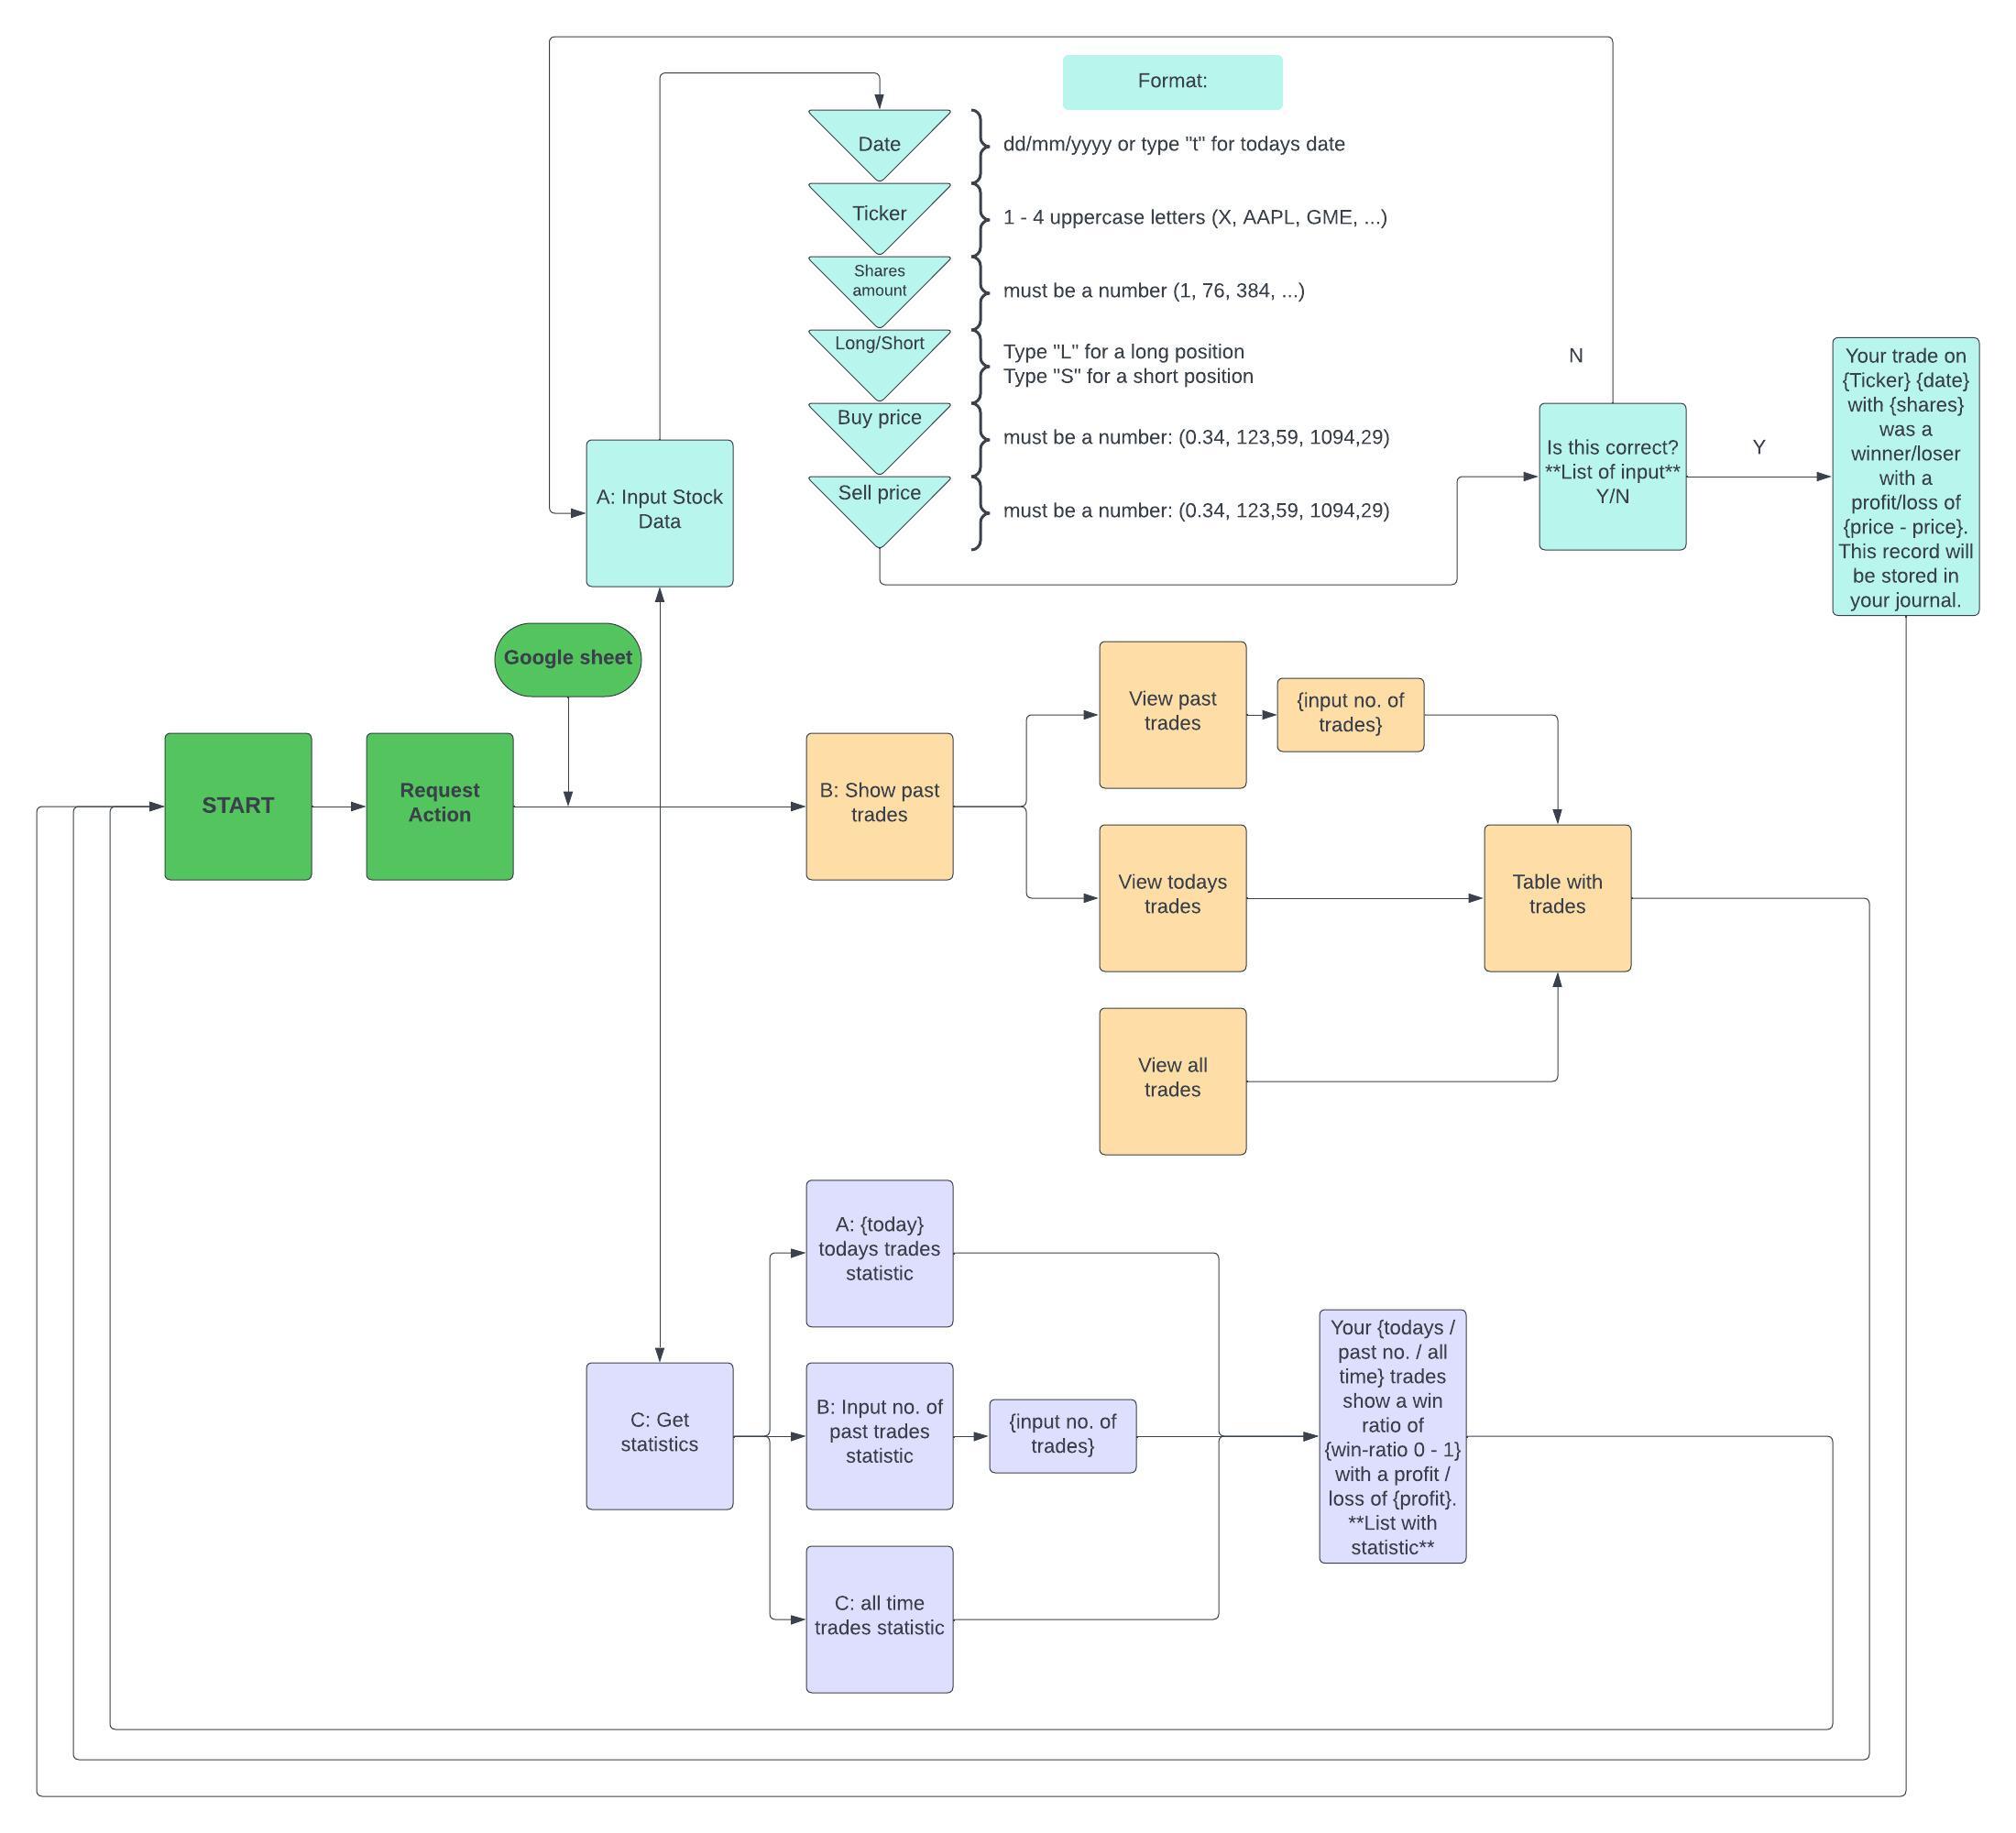 Format:
Date
dd/mm/yyyy or type "t" for todays date
Ticker
1 - 4 uppercase letters (X, AAPL, GME, ...)
Shares
amount
must be a number (1, 76, 384, ...)
Long/Short
Type "L" for a long position
Type "S" for a short position
Buy price
must be a number: (0.34, 123,59, 1094,29)
Sell price
must be a number: (0.34, 123,59, 1094,29)
A: Input Stock
Data
N
Is this correct?
**List of input**
Y/N
Y
Your trade on
{Ticker} {date}
with {shares}
was a
winner/loser
with a
profit/loss of
{price - price}.
This record will
be stored in
your journal.
Google sheet
START
Request
Action
B: Show past
trades
View past
trades
{input no. of
trades}
View todays
trades
Table with
trades
View all
trades
A: {today}
todays trades
statistic
C: Get
statistics
B: Input no. of
past trades
statistic
{input no. of
trades}
Your {todays /
past no. / all
time} trades
show a win
ratio of
{win-ratio 0 - 1}
with a profit /
loss of {profit}.
**List with
statistic**
C: all time
trades statistic